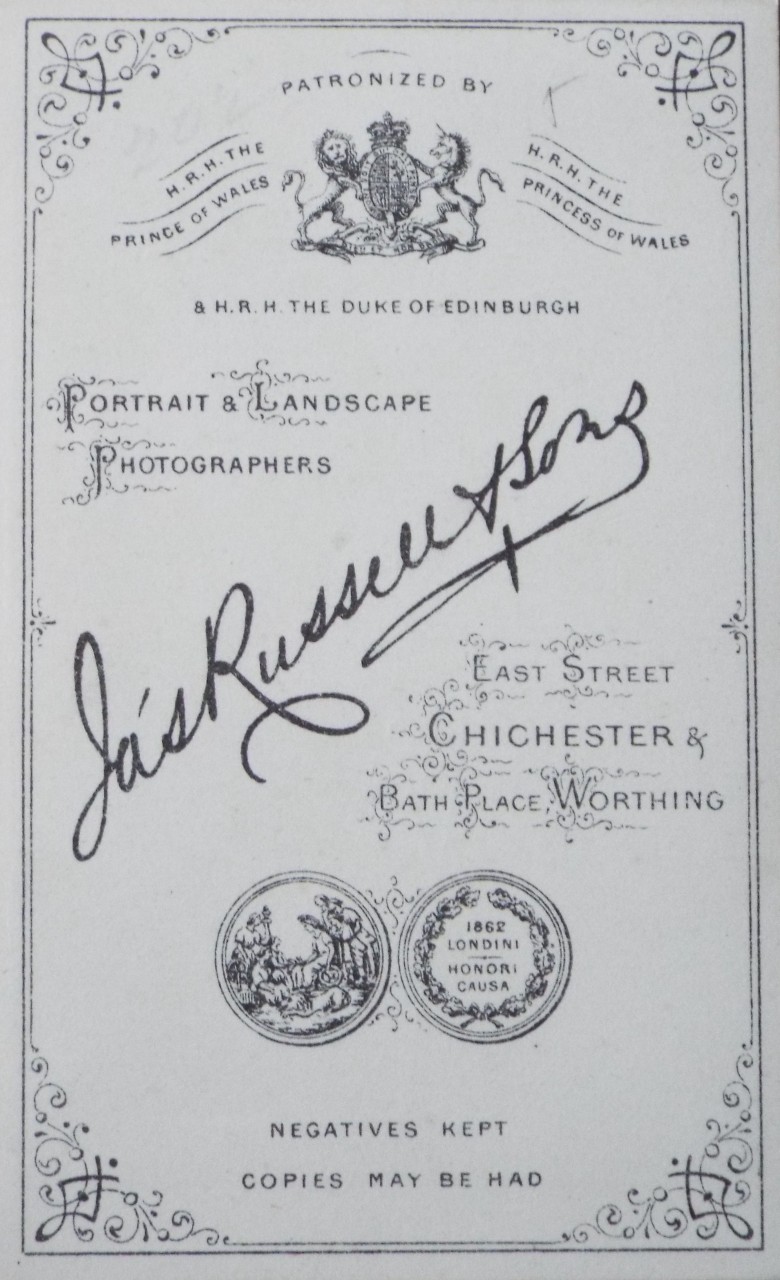 PATRONIZED BY
H.R.H. THE
PRINCE OF WALES
H.R.H. THE
PRINCESS OF WALES
& H.R.H. THE DUKE OF EDINBURGH
PORTRAIT & LANDSCAPE
PHOTOGRAPHERS
Ja's Russell & Sons
EAST STREET
CHICHESTER &
BATH PLACE, WORTHING
1862
LONDINI
HONORI
CAUSA
NEGATIVES KEPT
COPIES MAY BE HAD